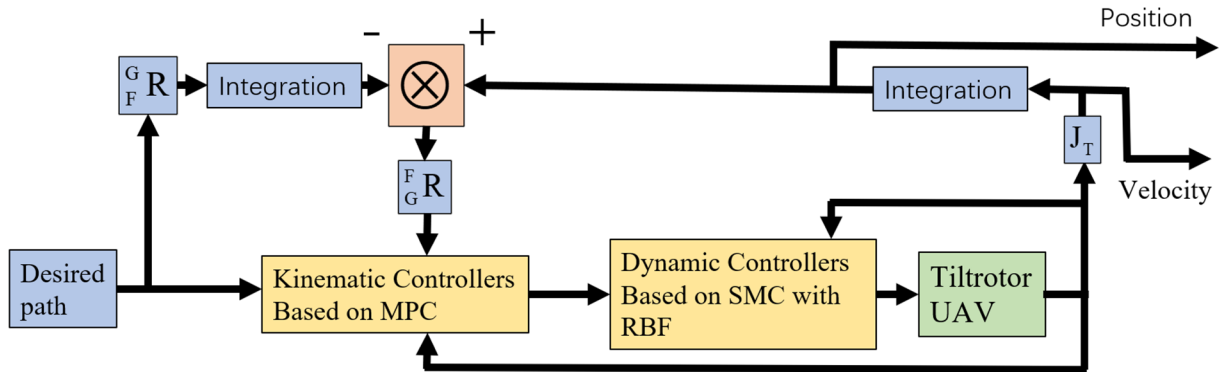 Position
- +
G
F R
Integration
Integration
J T
F
G R
Velocity
Desired
path
Kinematic Controllers
Based on MPC
Dynamic Controllers
Based on SMC with
RBF
Tiltrotor
UAV